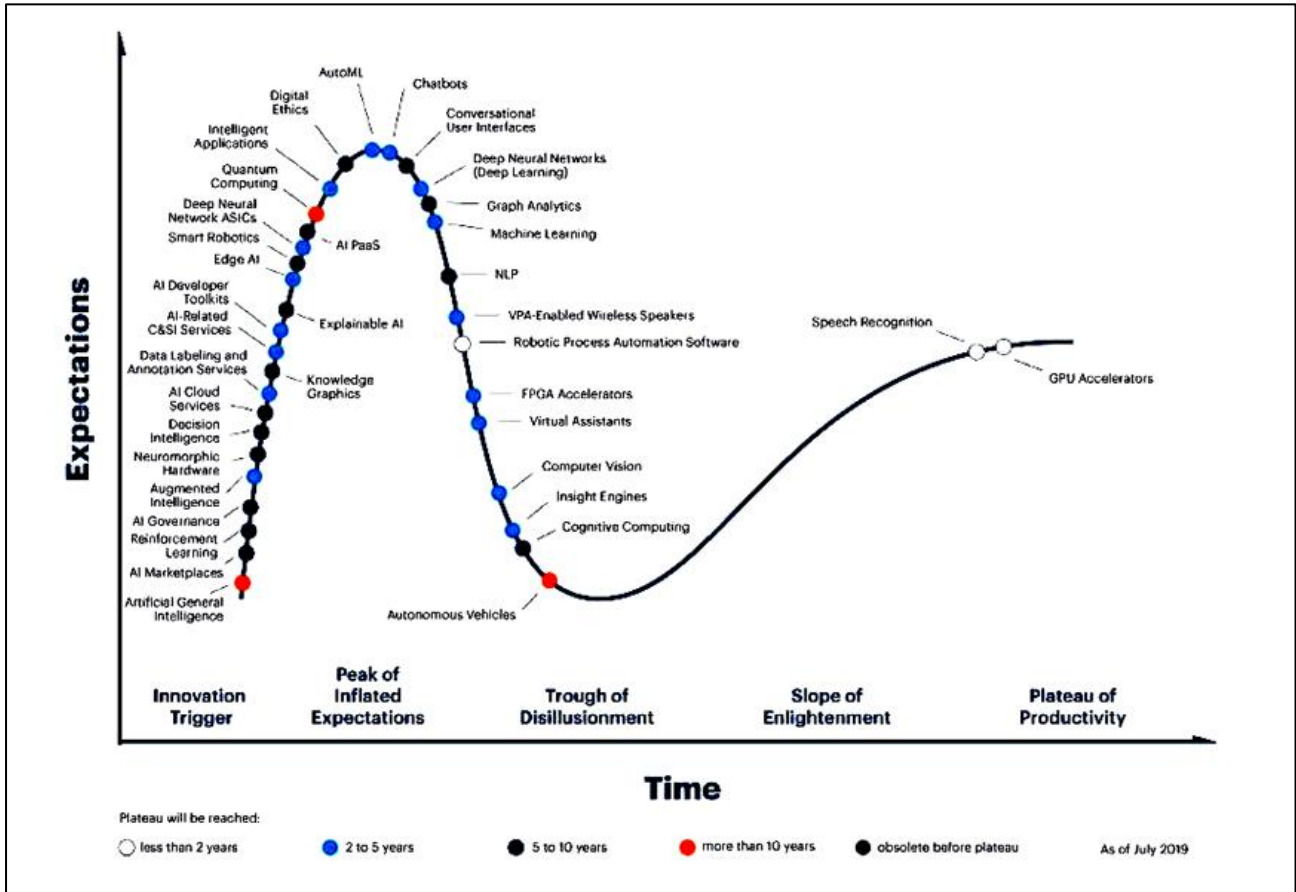 AutoML
Chatbots
Digital
Ethics
Conversational
User Interfaces
Intelligent
Applications
Deep Neural Networks
(Deep Learning)
Quantum
Computing
Graph Analytics
Deep Neural
Network ASICs
Machine Learning
Smart Robotics
AI PaaS
Edge AI
NLP
AI Developer
Toolkits
Explainable AI
AI-Related
C&SI Services
VPA-Enabled Wireless Speakers
Robotic Process Automation Software
Speech Recognition
Data Labeling and
Annotation Services
Knowledge
Graphics
GPU Accelerators
AI Cloud
Services
FPGA Accelerators
Decision
Intelligence
Virtual Assistants
Neuromorphic
Hardware
Computer Vision
Augmented
Intelligence
Insight Engines
AI Governance
Cognitive Computing
Reinforcement
Learning
AI Marketplaces
Artificial General
Intelligence
Autonomous Vehicles
Expectations
Innovation
Trigger
Peak of
Inflated
Expectations
Trough of
Disillusionment
Slope of
Enlightenment
Plateau of
Productivity
Time
Plateau will be reached:
less than 2 years
2 to 5 years
5 to 10 years
more than 10 years
obsolete before plateau
As of July 2019